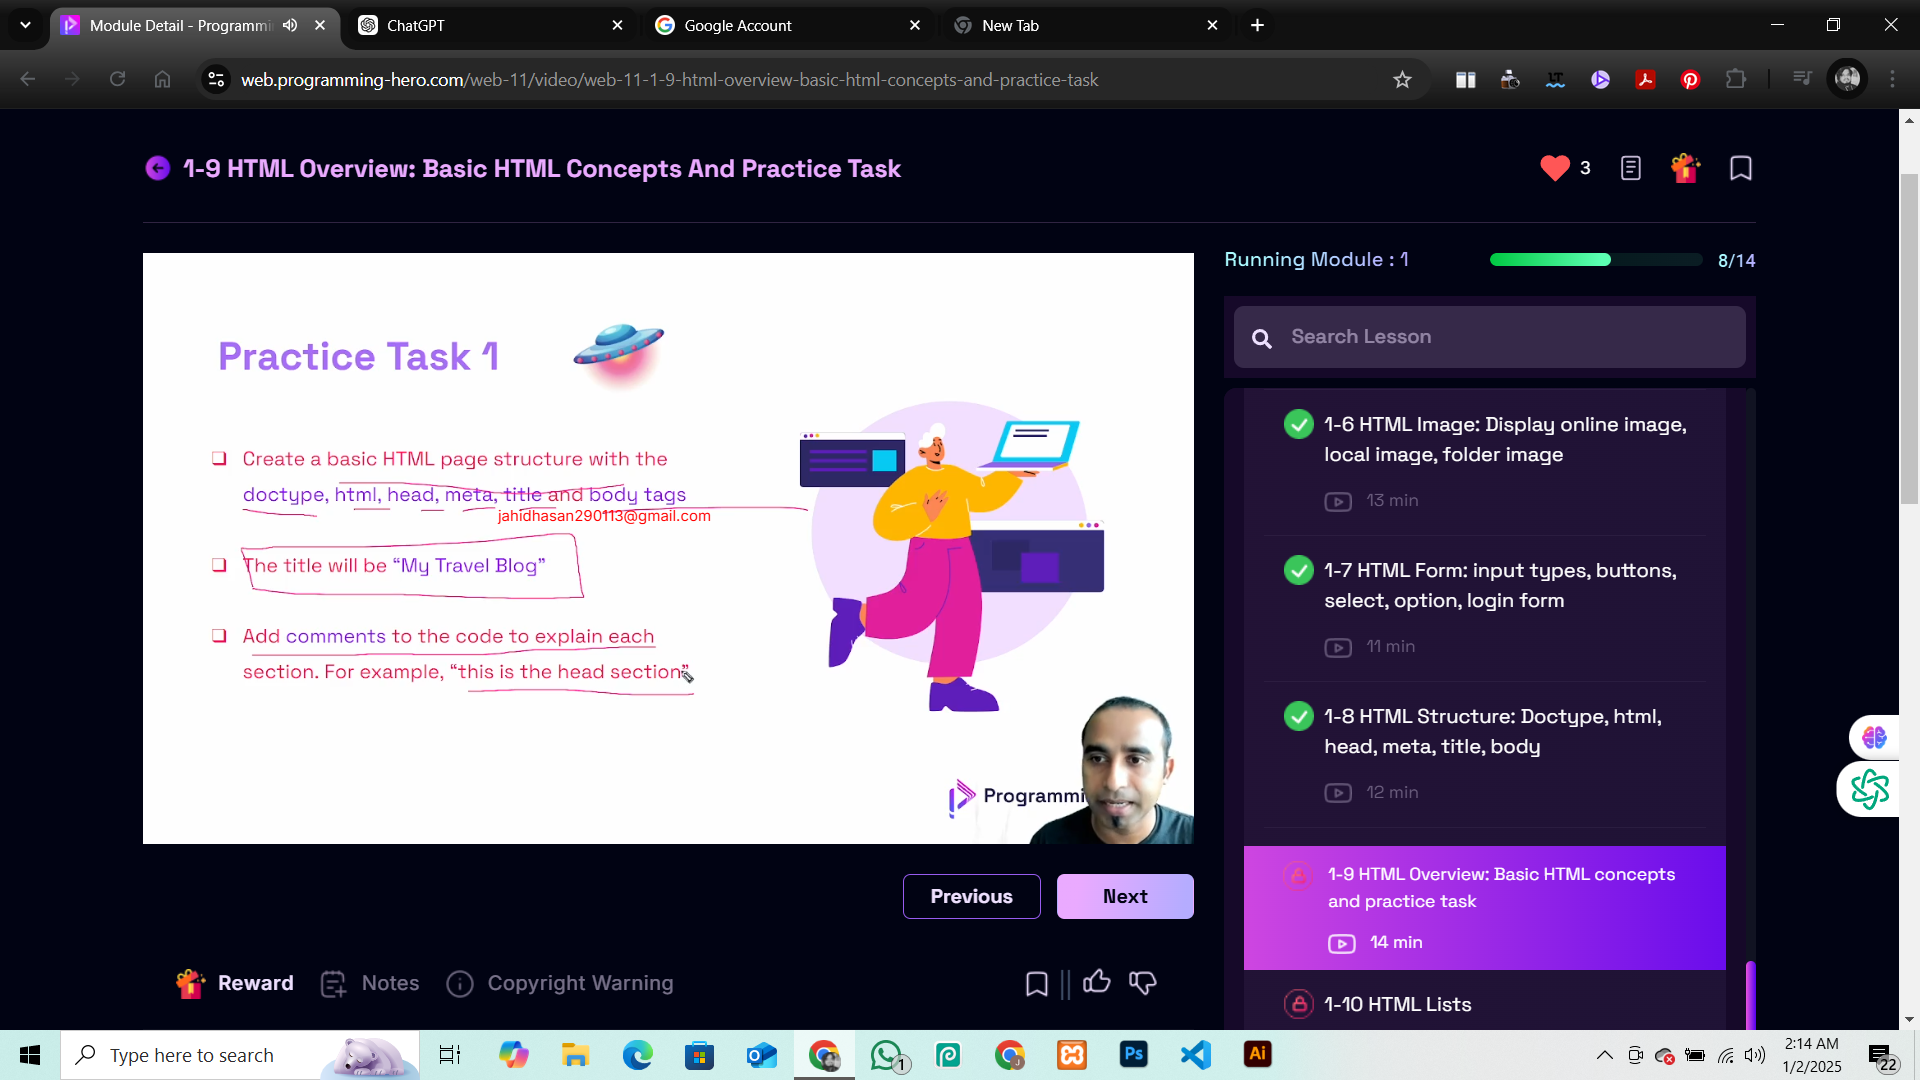 Module Detail - Programmi
ChatGPT
Google Account
New Tab
web.programming-hero.com/web-11/video/web-11-1-9-html-overview-basic-html-concepts-and-practice-task
1-9 HTML Overview: Basic HTML Concepts And Practice Task
3
Running Module : 1
8/14
Search Lesson
Practice Task 1
Create a basic HTML page structure with the
doctype, html, head, meta, title and body tags
jahidhasan290113@gmail.com
The title will be “My Travel Blog”
Add comments to the code to explain each
section. For example, “this is the head section”
Programmi
1-6 HTML Image: Display online image,
local image, folder image
13 min
1-7 HTML Form: input types, buttons,
select, option, login form
11 min
1-8 HTML Structure: Doctype, html,
head, meta, title, body
12 min
1-9 HTML Overview: Basic HTML concepts
and practice task
14 min
1-10 HTML Lists
Previous
Next
Reward
Notes
Copyright Warning
Type here to search
1
Ps
Ai
2:14 AM
1/2/2025
22